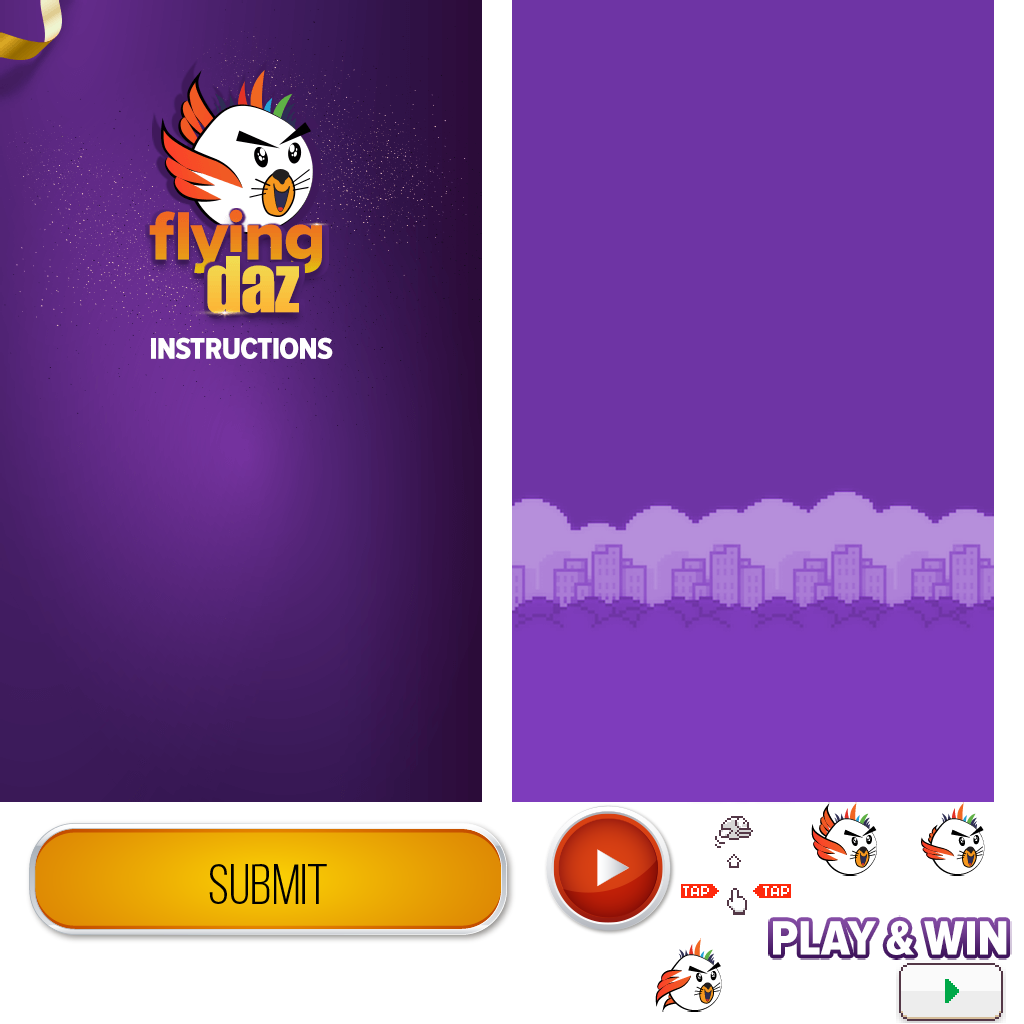 flying
daz
INSTRUCTIONS
SUBMIT
TAP TAP
PLAY & WIN